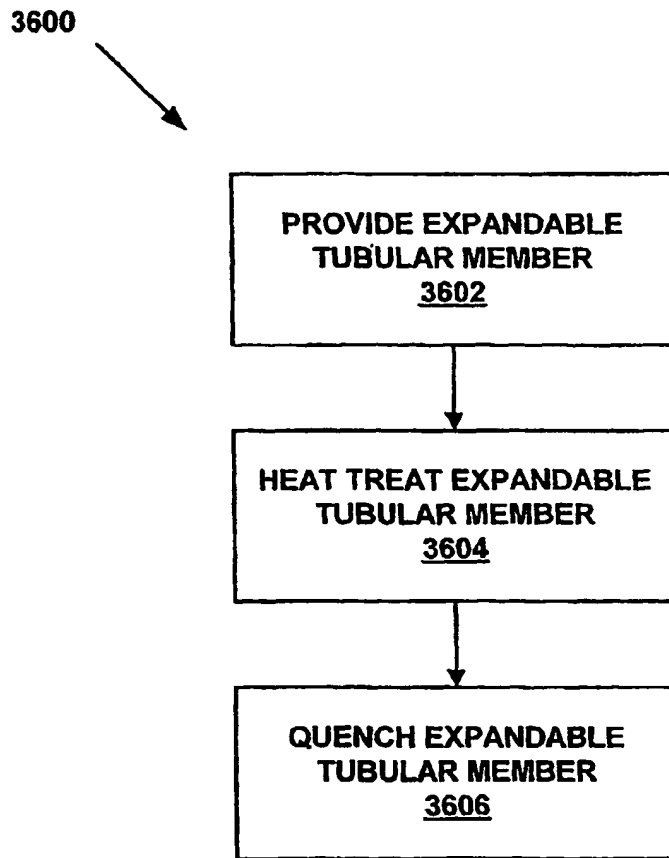 3600
PROVIDE EXPANDABLE
TUBULAR MEMBER
3602
HEAT TREAT EXPANDABLE
TUBULAR MEMBER
3604
QUENCH EXPANDABLE
TUBULAR MEMBER
3606